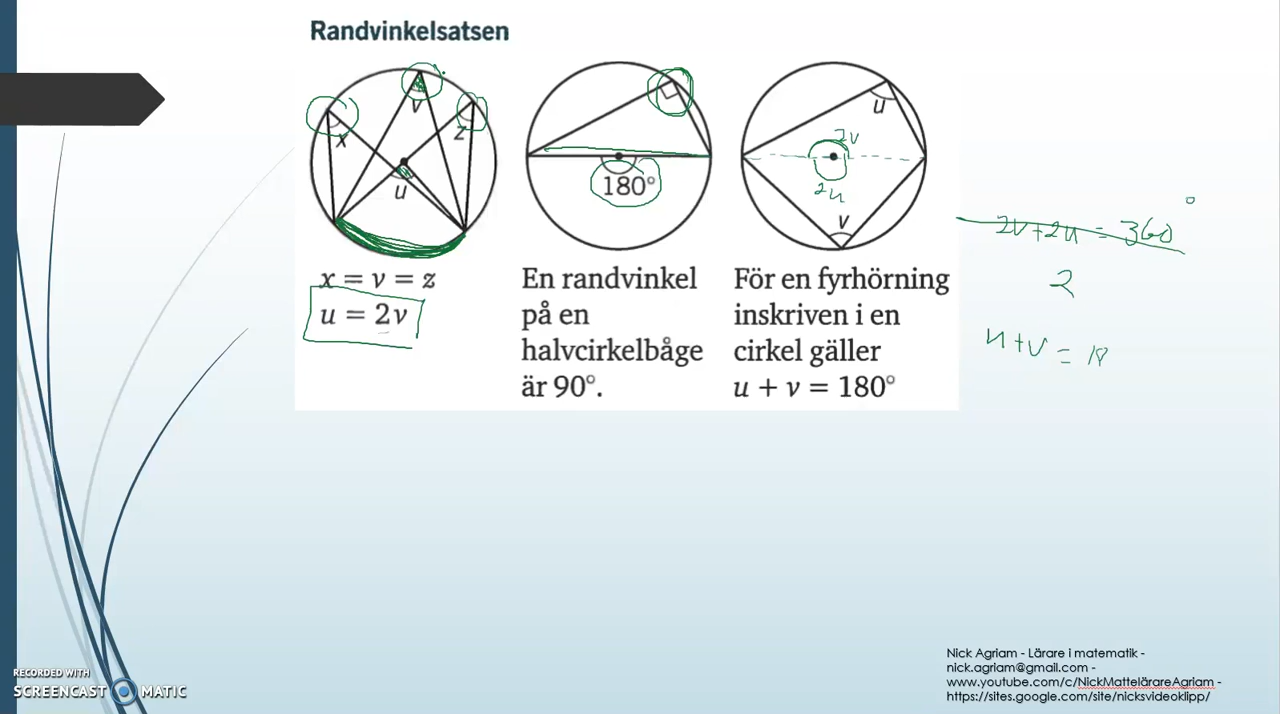 Randvinkelsatsen
x
v
z
u
x = v = z
u = 2v
180°
En randvinkel
på en
halvcirkelbåge
är 90°.
u
2v
2u
v
För en fyrhörning
inskriven i en
cirkel gäller
u + v = 180°
2v+2u = 360°
2
u+v = 18
Nick Agriam - Lärare i matematik -
nick.agriam@gmail.com -
www.youtube.com/c/NickMattelärareAgriam -
https://sites.google.com/site/nicksvideoklipp/
RECORDED WITH
SCREENCAST MATIC